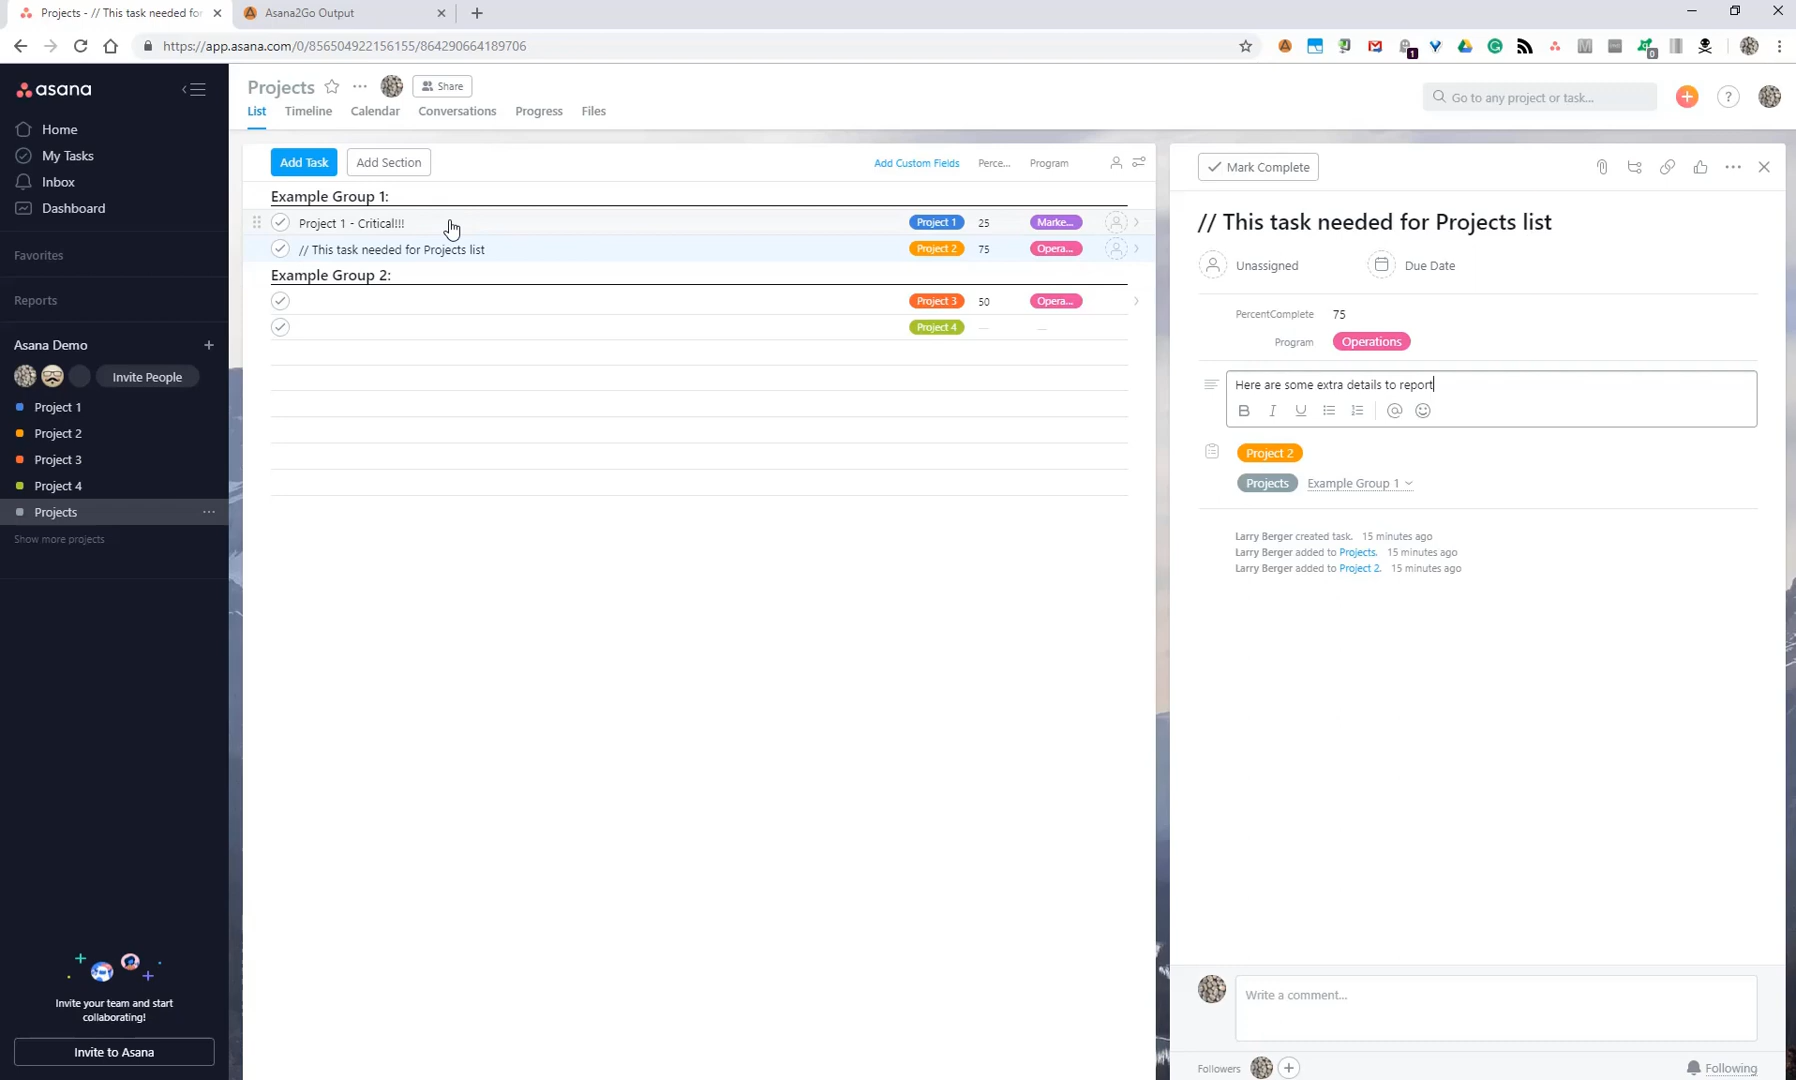 Projects - // This task needed for
Asana2Go Output
https://app.asana.com/0/856504922156155/864290664189706
1
0
asana
Home
My Tasks
Inbox
Dashboard
Favorites
Reports
Asana Demo
Invite People
Project 1
Project 2
Project 3
Project 4
Projects
Show more projects
Invite your team and start
collaborating!
Invite to Asana
Projects
Share
List Timeline Calendar Conversations Progress Files
Go to any project or task...
?
Add Task Add Section Add Custom Fields Perce... Program
Example Group 1:
Project 1 - Critical!!! Project 1 25 Marke...
// This task needed for Projects list Project 2 75 Opera...
Example Group 2:
Project 3 50 Opera...
Project 4 — —
Mark Complete
// This task needed for Projects list
Unassigned Due Date
PercentComplete 75
Program Operations
Here are some extra details to report
B I U @
Project 2
Projects Example Group 1
Larry Berger created task. 15 minutes ago
Larry Berger added to Projects. 15 minutes ago
Larry Berger added to Project 2. 15 minutes ago
Write a comment...
Followers Following